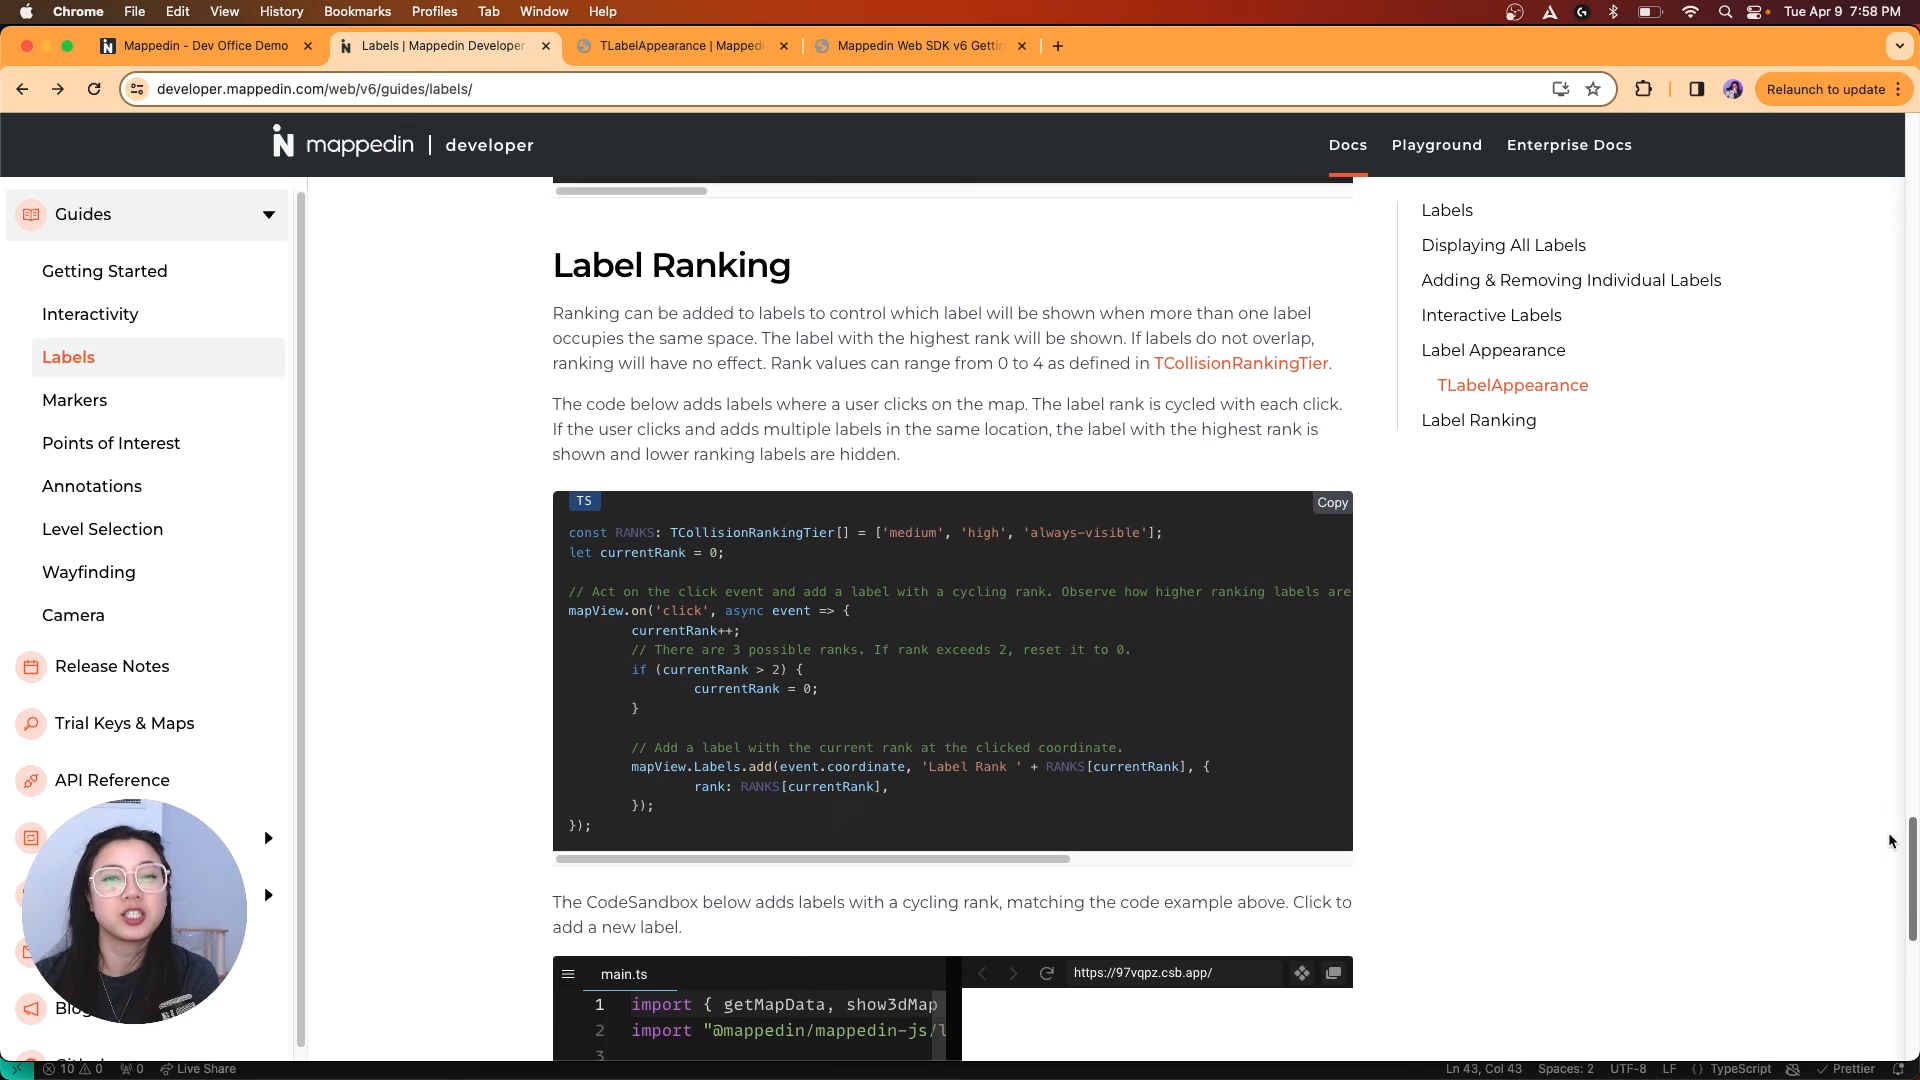 Chrome File Edit View History Bookmarks Profiles Tab Window Help Tue Apr 9 7:58 PM
Mappedin - Dev Office Demo
Labels | Mappedin Developer
TLabelAppearance | Mapped
Mappedin Web SDK v6 Getti
developer.mappedin.com/web/v6/guides/labels/
Relaunch to update
mappedin | developer
Docs Playground Enterprise Docs
Guides
Getting Started
Interactivity
Labels
Markers
Points of Interest
Annotations
Level Selection
Wayfinding
Camera
Release Notes
Trial Keys & Maps
API Reference
Label Ranking
Ranking can be added to labels to control which label will be shown when more than one label
occupies the same space. The label with the highest rank will be shown. If labels do not overlap,
ranking will have no effect. Rank values can range from 0 to 4 as defined in TCollisionRankingTier.
The code below adds labels where a user clicks on the map. The label rank is cycled with each click.
If the user clicks and adds multiple labels in the same location, the label with the highest rank is
shown and lower ranking labels are hidden.
TS
Copy
const RANKS: TCollisionRankingTier[] = ['medium', 'high', 'always-visible'];
let currentRank = 0;
// Act on the click event and add a label with a cycling rank. Observe how higher ranking labels are
mapView.on('click', async event => {
currentRank++;
// There are 3 possible ranks. If rank exceeds 2, reset it to 0.
if (currentRank > 2) {
currentRank = 0;
}
// Add a label with the current rank at the clicked coordinate.
mapView.Labels.add(event.coordinate, 'Label Rank ' + RANKS[currentRank], {
rank: RANKS[currentRank],
});
});
The CodeSandbox below adds labels with a cycling rank, matching the code example above. Click to
add a new label.
main.ts
https://97vqpz.csb.app/
1 import { getMapData, show3dMap
2 import "@mappedin/mappedin-js/l
3
Labels
Displaying All Labels
Adding & Removing Individual Labels
Interactive Labels
Label Appearance
TLabelAppearance
Label Ranking
10 0 0 Live Share Ln 43, Col 43 Spaces: 2 UTF-8 LF {} TypeScript Prettier